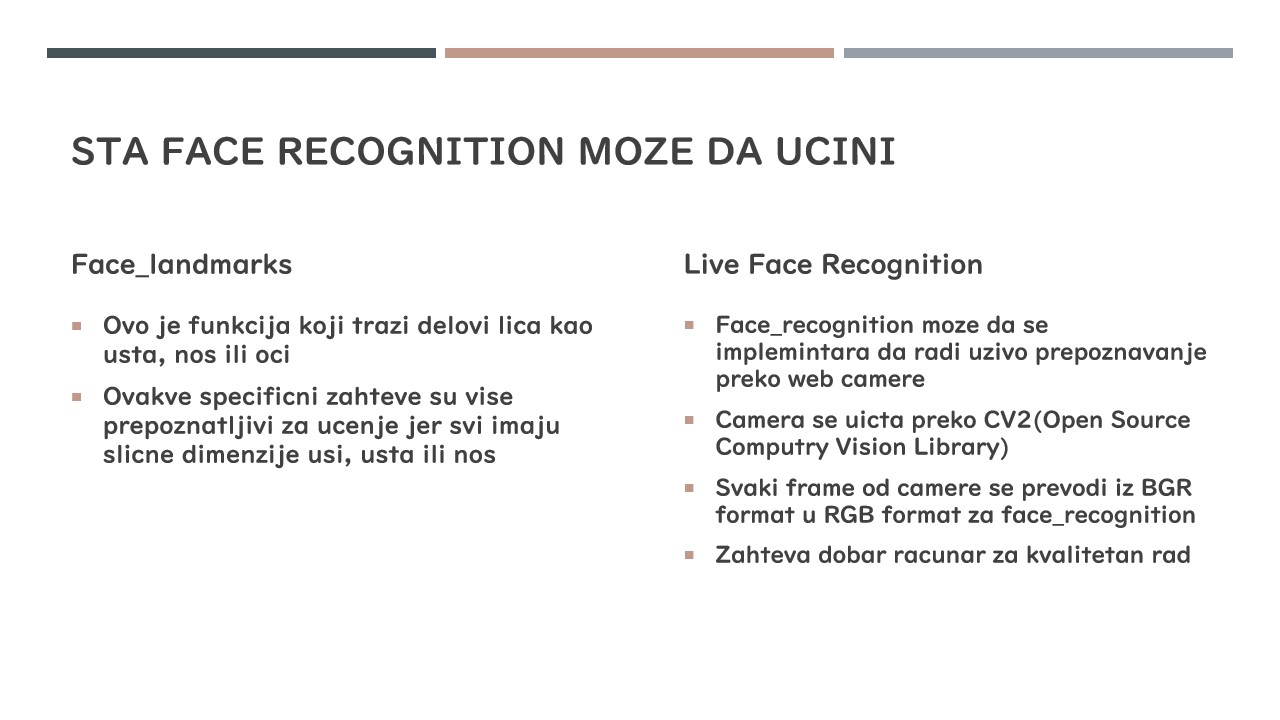 STA FACE RECOGNITION MOZE DA UCINI
Face_landmarks
Ovo je funkcija koji trazi delovi lica kao
usta, nos ili oci
Ovakve specificni zahteve su vise
prepoznatljivi za ucenje jer svi imaju
slicne dimenzije usi, usta ili nos
Live Face Recognition
Face_recognition moze da se
implemintara da radi uzivo prepoznavanje
preko web camere
Camera se uicta preko CV2(Open Source
Computry Vision Library)
Svaki frame od camere se prevodi iz BGR
format u RGB format za face_recognition
Zahteva dobar racunar za kvalitetan rad